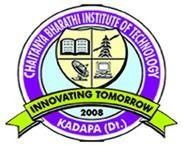 CHAITANYA BHARATHI INSTITUTE OF TECHNOLOGY
INNOVATING TOMORROW
2008
KADAPA (Dt.)